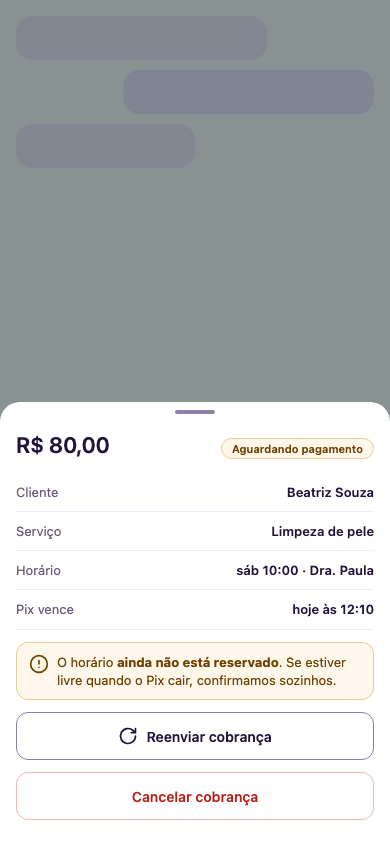 R$ 80,00
Aguardando pagamento
Cliente
Beatriz Souza
Serviço
Limpeza de pele
Horário
sáb 10:00 · Dra. Paula
Pix vence
hoje às 12:10
O horário ainda não está reservado. Se estiver
livre quando o Pix cair, confirmamos sozinhos.
Reenviar cobrança
Cancelar cobrança